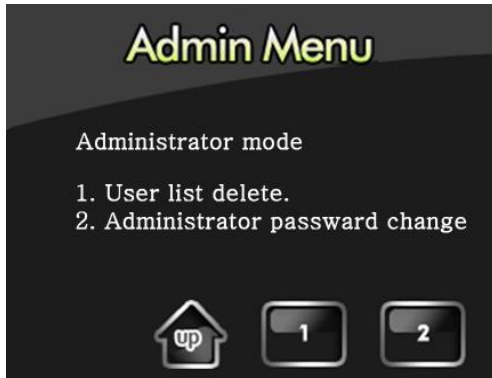 Admin Menu
Administrator mode
1. User list delete.
2. Administrator passward change
up 1 2